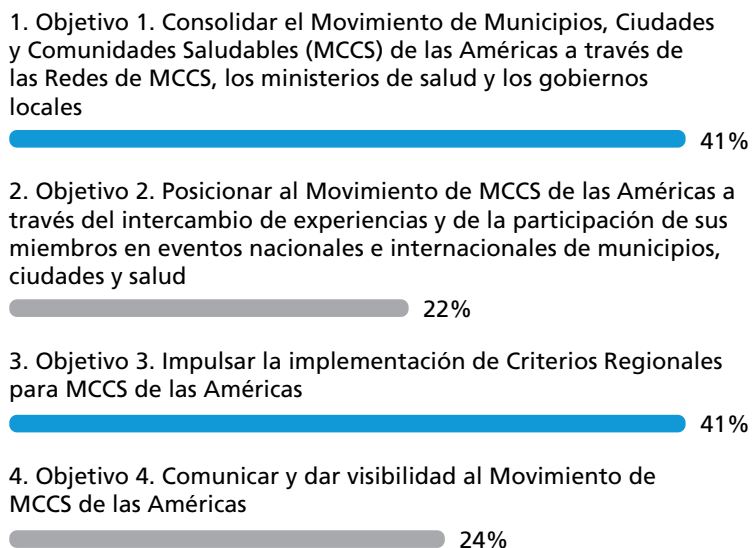 1. Objetivo 1. Consolidar el Movimiento de Municipios, Ciudades
y Comunidades Saludables (MCCS) de las Américas a través de
las Redes de MCCS, los ministerios de salud y los gobiernos
locales
41%
2. Objetivo 2. Posicionar al Movimiento de MCCS de las Américas a
través del intercambio de experiencias y de la participación de sus
miembros en eventos nacionales e internacionales de municipios,
ciudades y salud
22%
3. Objetivo 3. Impulsar la implementación de Criterios Regionales
para MCCS de las Américas
41%
4. Objetivo 4. Comunicar y dar visibilidad al Movimiento de
MCCS de las Américas
24%